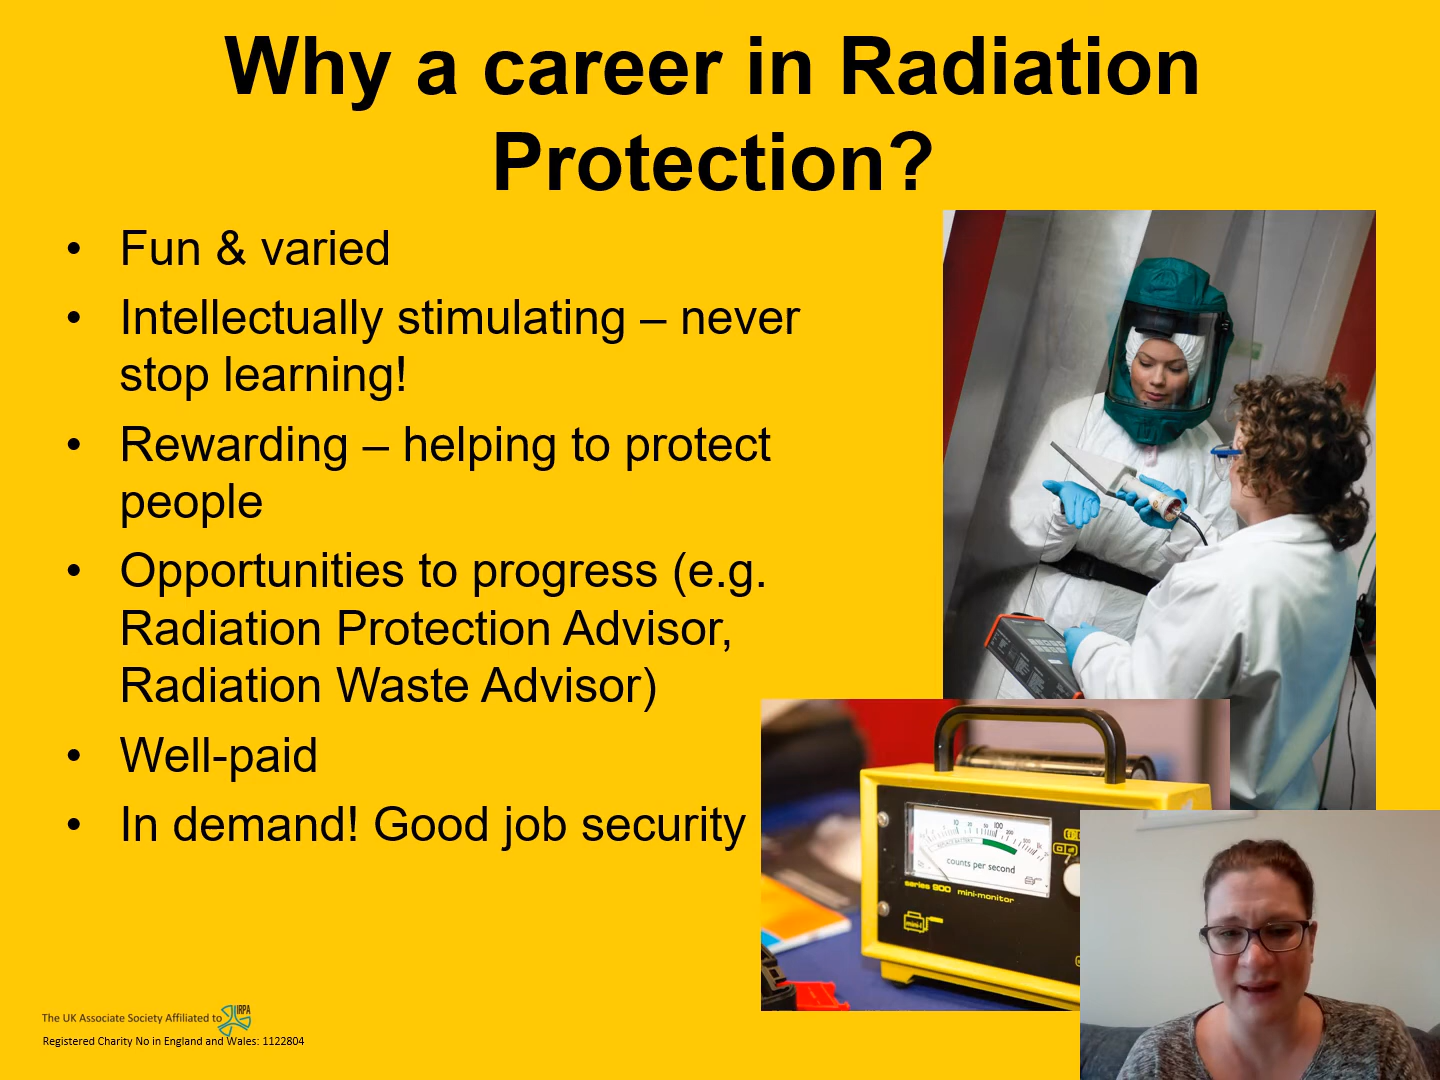 Why a career in Radiation
Protection?
• Fun & varied
• Intellectually stimulating – never
stop learning!
• Rewarding – helping to protect
people
• Opportunities to progress (e.g.
Radiation Protection Advisor,
Radiation Waste Advisor)
• Well-paid
• In demand! Good job security
counts per second
series 900 mini-monitor
mini-i
The UK Associate Society Affiliated to IRPA
Registered Charity No in England and Wales: 1122804